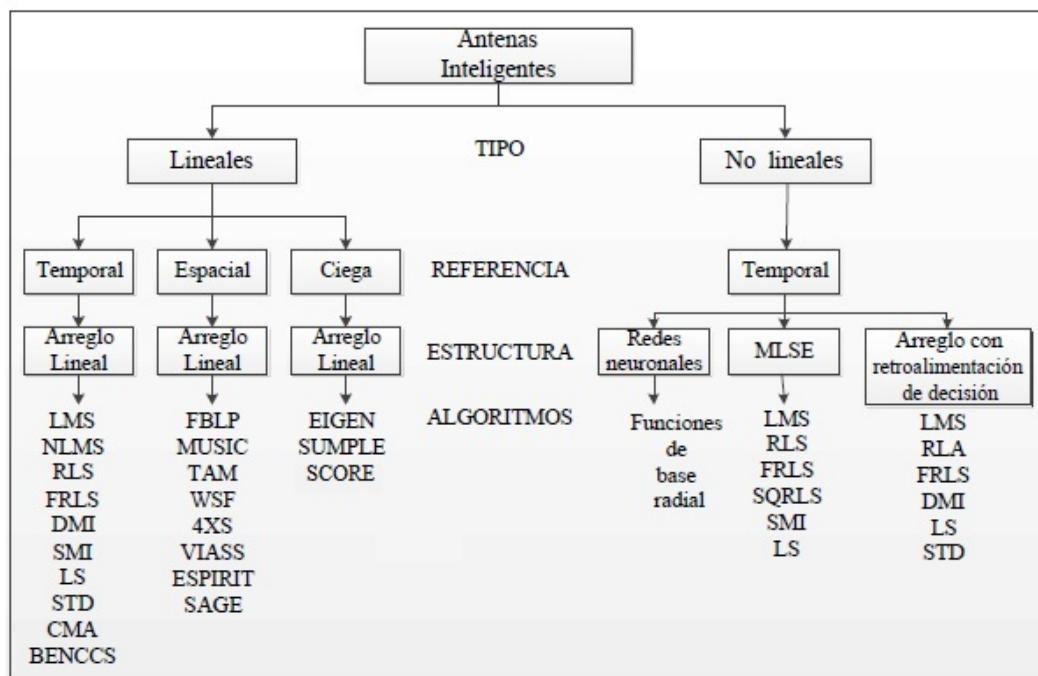 Antenas
Inteligentes
Lineales
TIPO
No lineales
Temporal
Espacial
Ciega
REFERENCIA
Temporal
Arreglo
Lineal
Arreglo
Lineal
Arreglo
Lineal
ESTRUCTURA
Redes
neuronales
MLSE
Arreglo con
retroalimentación
de decisión
LMS
NLMS
RLS
FRLS
DMI
SMI
LS
STD
CMA
BENCCS
FBLP
MUSIC
TAM
WSF
4XS
VIASS
ESPIRIT
SAGE
EIGEN
SUMPLE
SCORE
ALGORITMOS
Funciones
de
base
radial
LMS
RLS
FRLS
SQRLS
SMI
LS
LMS
RLA
FRLS
DMI
LS
STD